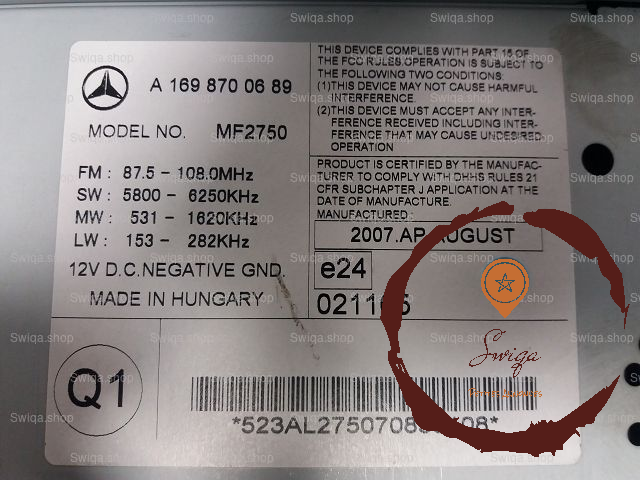 A 169 870 06 89
MODEL NO. MF2750
FM : 87.5 - 108.0MHz
SW : 5800 - 6250KHz
MW : 531 - 1620KHz
LW : 153 - 282KHz
12V D.C.NEGATIVE GND.
MADE IN HUNGARY
THIS DEVICE COMPLIES WITH PART 15 OF
THE FCC RULES.OPERATION IS SUBJECT TO
THE FOLLOWING TWO CONDITIONS
(1)THIS DEVICE MAY NOT CAUSE HARMFUL
INTERFERENCE.
(2)THIS DEVICE MUST ACCEPT ANY INTER-
FERENCE RECEIVED INCLUDING INTER-
FERENCE THAT MAY CAUSE UNDESIRED
OPERATION
PRODUCT IS CERTIFIED BY THE MANUFAC-
TURER TO COMPLY WITH DHHS RULES 21
CFR SUBCHAPTER J APPLICATION AT THE
DATE OF MANUFACTURE.
MANUFACTURED:
2007.AP.AUGUST
e24
Q1
Swiqa
Swiqa.shop